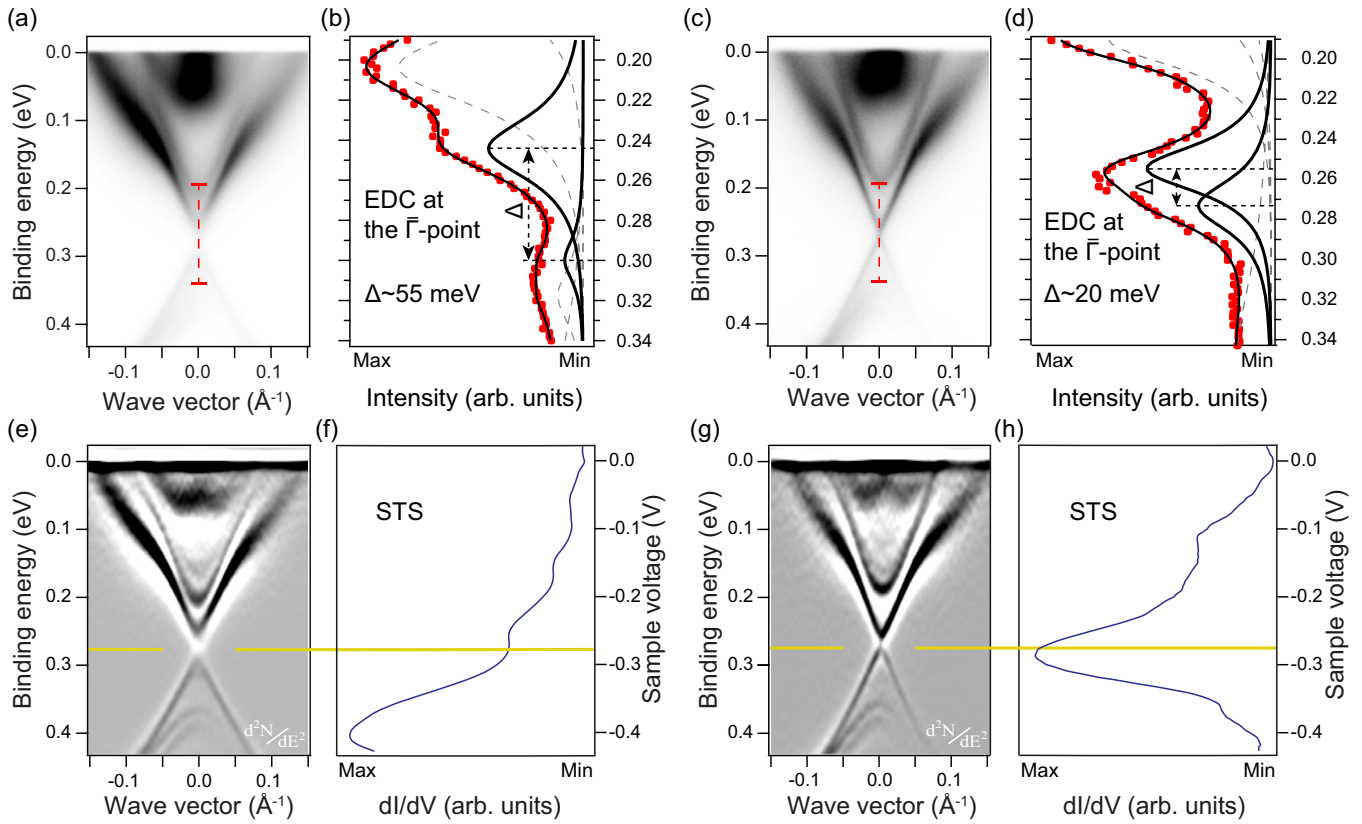 (a)
Binding energy (eV)
0.0
0.1
0.2
0.3
0.4
-0.1 0.0 0.1
Wave vector (Å⁻¹)
(b)
EDC at
the Γ̄-point
Δ
Δ~55 meV
0.20
0.22
0.24
0.26
0.28
0.30
0.32
0.34
Max Min
Intensity (arb. units)
(c)
Binding energy (eV)
0.0
0.1
0.2
0.3
0.4
-0.1 0.0 0.1
Wave vector (Å⁻¹)
(d)
Δ
EDC at
the Γ̄-point
Δ~20 meV
0.20
0.22
0.24
0.26
0.28
0.30
0.32
0.34
Max Min
Intensity (arb. units)
(e)
Binding energy (eV)
0.0
0.1
0.2
0.3
0.4
d²N/dE²
-0.1 0.0 0.1
Wave vector (Å⁻¹)
(f)
STS
0.0
-0.1
-0.2
-0.3
-0.4
Sample voltage (V)
Max Min
dI/dV (arb. units)
(g)
Binding energy (eV)
0.0
0.1
0.2
0.3
0.4
d²N/dE²
-0.1 0.0 0.1
Wave vector (Å⁻¹)
(h)
STS
0.0
-0.1
-0.2
-0.3
-0.4
Sample voltage (V)
Max Min
dI/dV (arb. units)